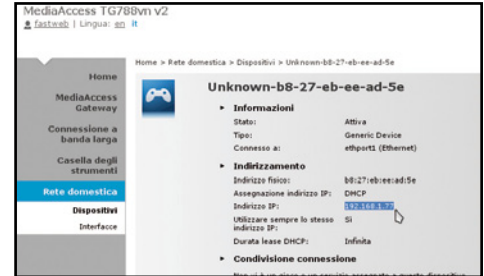 MediaAccess TG788vn v2
fastweb | Lingua: en it
Home > Rete domestica > Dispositivi > Unknown-b8-27-eb-ee-ad-5e
Home
MediaAccess
Gateway
Connessione a
banda larga
Casella degli
strumenti
Rete domestica
Dispositivi
Interfacce
Unknown-b8-27-eb-ee-ad-5e
Informazioni
Stato: Attiva
Tipo: Generic Device
Connesso a: ethport1 (Ethernet)
Indirizzamento
Indirizzo fisico: b8:27:eb:ee:ad:5e
Assegnazione indirizzo IP: DHCP
Indirizzo IP: 192.168.1.77
Utilizzare sempre lo stesso Sì
indirizzo IP:
Durata lease DHCP: Infinita
Condivisione connessione